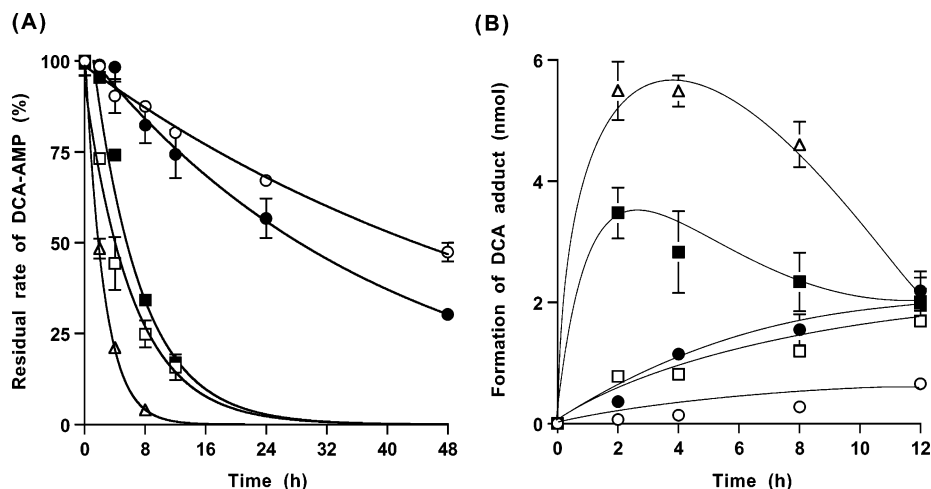 (A)
Residual rate of DCA-AMP (%)
100
75
50
25
0
0 8 16 24 32 40 48
Time (h)
(B)
Formation of DCA adduct (nmol)
6
4
2
0
0 2 4 6 8 10 12
Time (h)